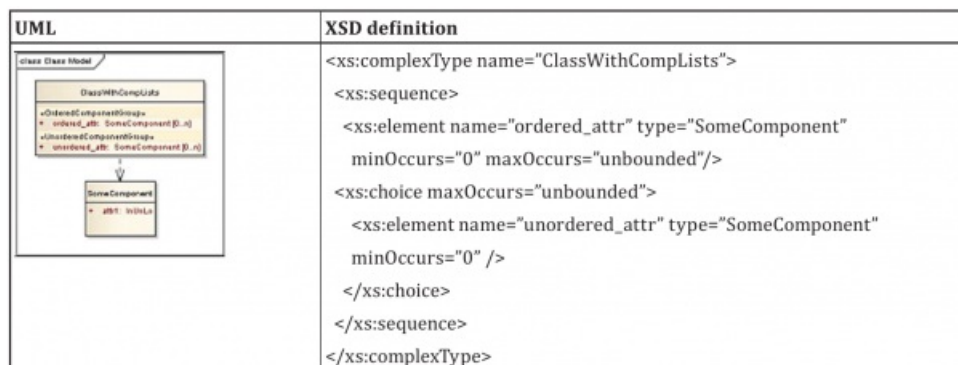 UML
XSD definition
class Class Model
ClassWithCompLists
«OrderedComponentGroup»
+ ordered_attr: SomeComponent [0..n]
«UnorderedComponentGroup»
+ unordered_attr: SomeComponent [0..n]
SomeComponent
+ attr1:
<xs:complexType name="ClassWithCompLists">
<xs:sequence>
<xs:element name="ordered_attr" type="SomeComponent"
minOccurs="0" maxOccurs="unbounded"/>
<xs:choice maxOccurs="unbounded">
<xs:element name="unordered_attr" type="SomeComponent"
minOccurs="0" />
</xs:choice>
</xs:sequence>
</xs:complexType>